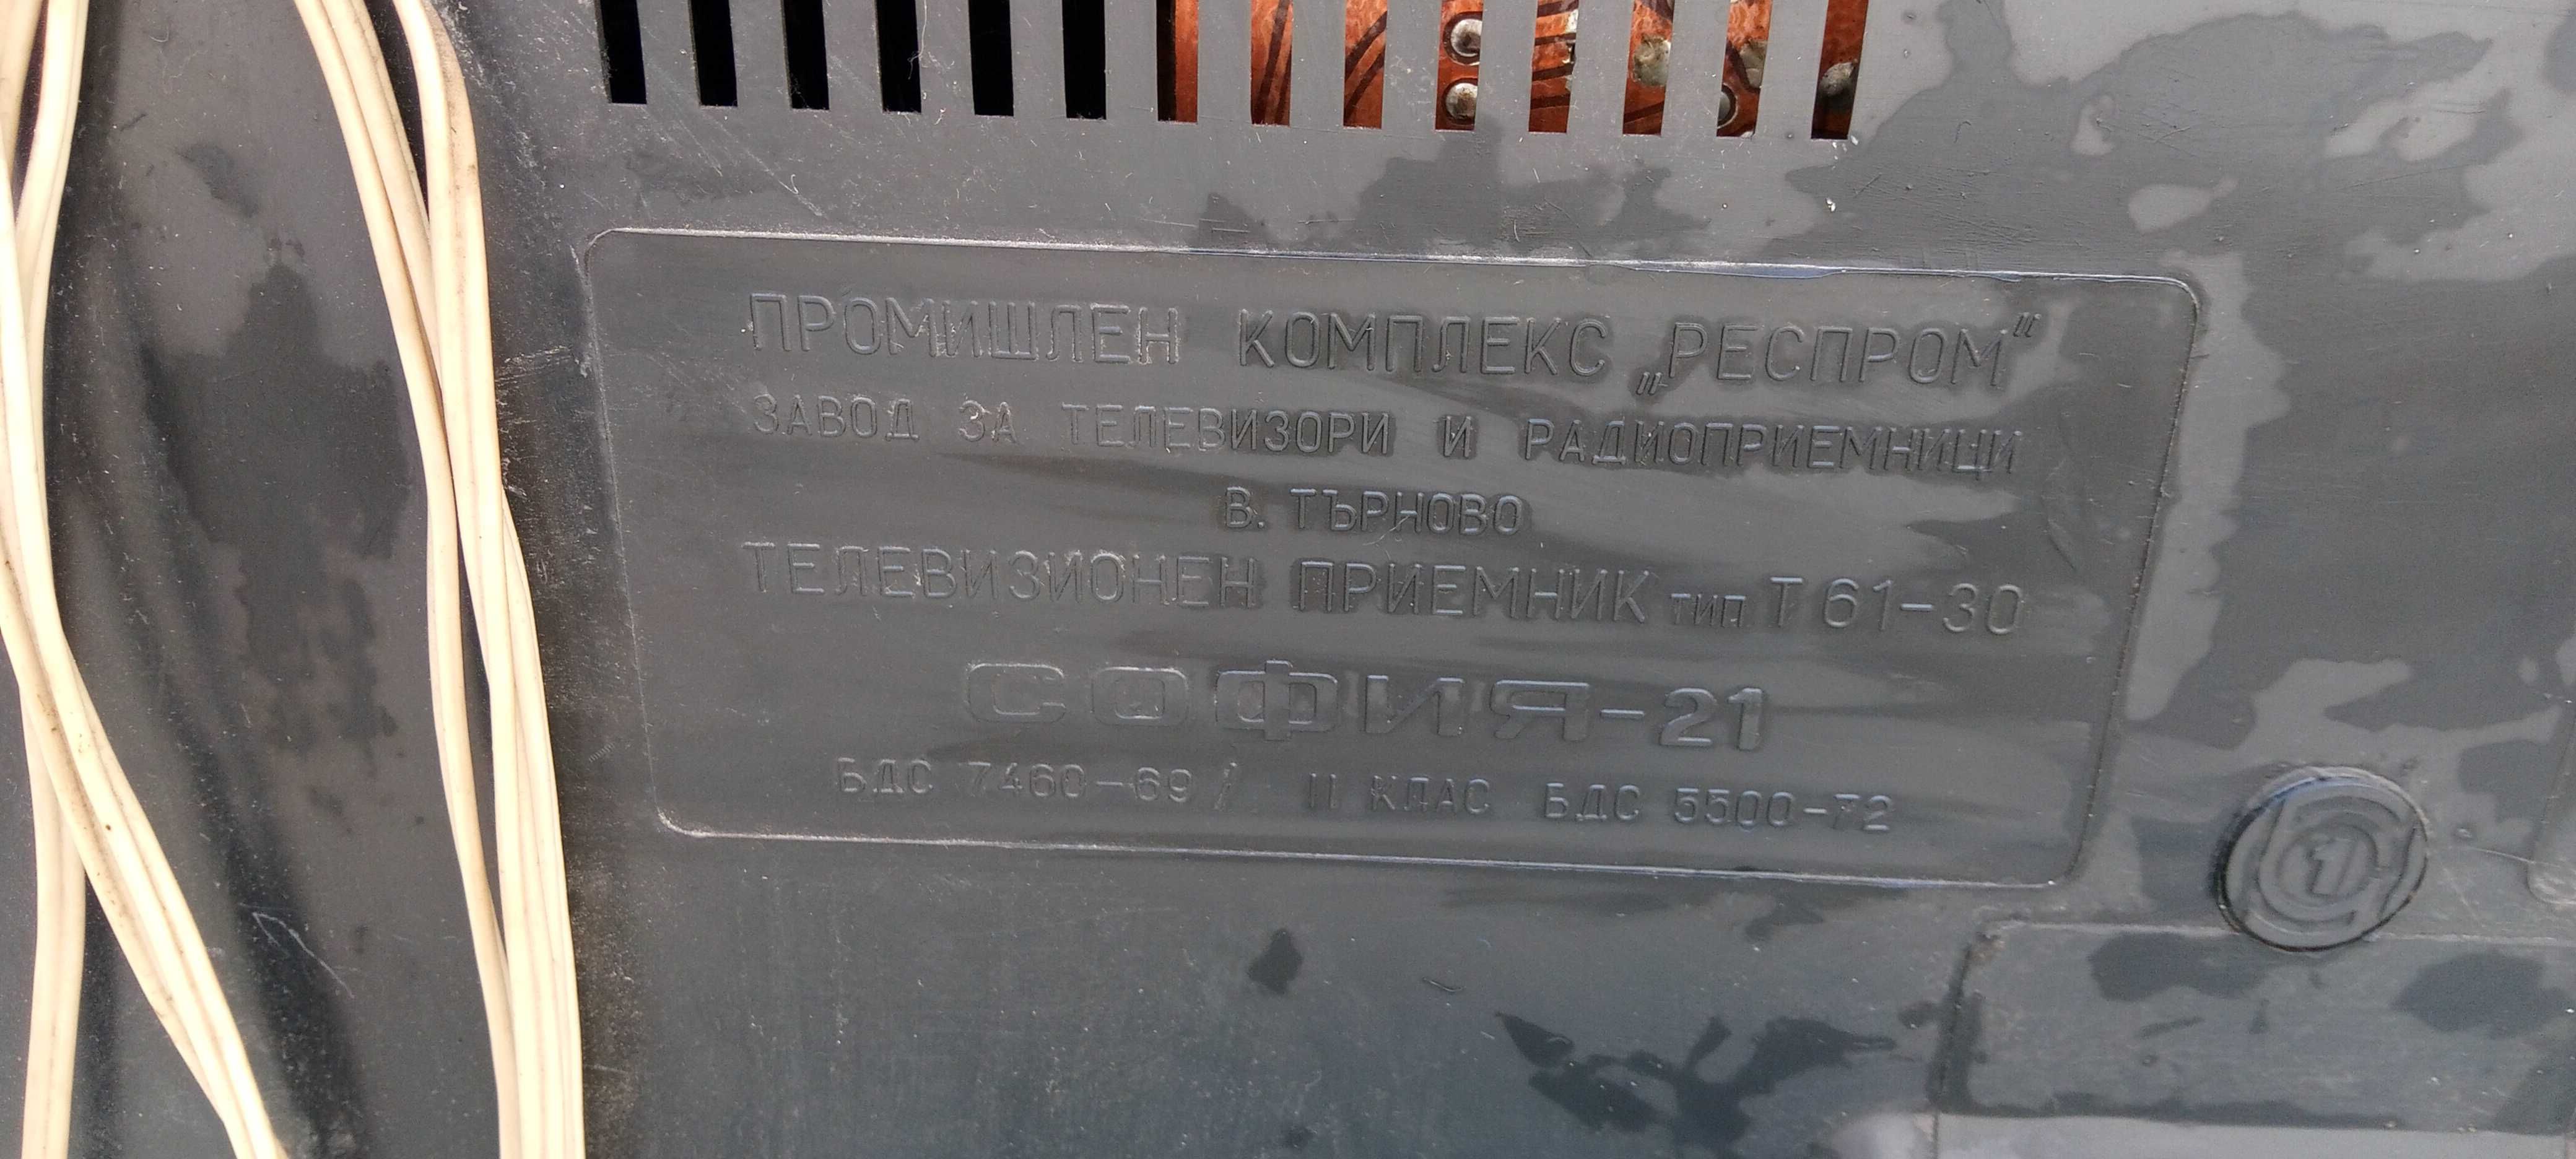 ПРОМИШЛЕН КОМПЛЕКС „РЕСПРОМ“
ЗАВОД ЗА ТЕЛЕВИЗОРИ И РАДИОПРИЕМНИЦИ
В. ТЪРНОВО
ТЕЛЕВИЗИОНЕН ПРИЕМНИК ТИП Т 61-30
СОФИЯ-21
БДС 7460-69 / II КЛАС БДС 5500-72
1